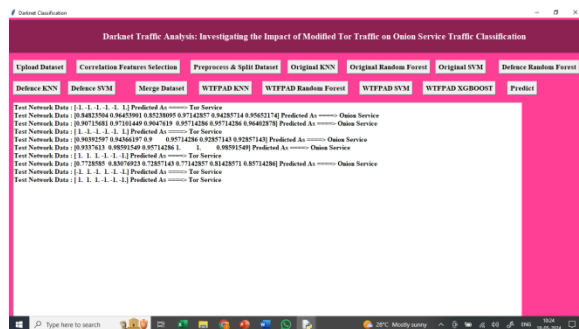 Darknet Classification
Darknet Traffic Analysis: Investigating the Impact of Modified Tor Traffic on Onion Service Traffic Classification
Upload Dataset Correlation Features Selection Preprocess & Split Dataset Original KNN Original Random Forest Original SVM Defence Random Forest
Defence KNN Defence SVM Merge Dataset WTFPAD KNN WTFPAD Random Forest WTFPAD SVM WTFPAD XGBOOST Predict
Test Network Data : [-1. -1. -1. -1. -1. 1.] Predicted As ====> Tor Service
Test Network Data : [0.84823504 0.96453901 0.85238095 0.97142857 0.94285714 0.95652174] Predicted As ====> Onion Service
Test Network Data : [0.90715681 0.97101449 0.9047619 0.95714286 0.95714286 0.96402878] Predicted As ====> Onion Service
Test Network Data : [ 1. -1. -1. -1. -1. -1.] Predicted As ====> Tor Service
Test Network Data : [0.90392597 0.94366197 0.9 0.95714286 0.92857143 0.92857143] Predicted As ====> Onion Service
Test Network Data : [0.9337613 0.98591549 0.95714286 1. 1. 0.98591549] Predicted As ====> Onion Service
Test Network Data : [ 1. 1. 1. -1. -1. -1.] Predicted As ====> Tor Service
Test Network Data : [0.7728585 0.83076923 0.72857143 0.77142857 0.81428571 0.85714286] Predicted As ====> Onion Service
Test Network Data : [-1. 1. -1. 1. -1. -1.] Predicted As ====> Tor Service
Test Network Data : [ 1. 1. 1. -1. -1. -1.] Predicted As ====> Tor Service
Type here to search 28°C Mostly sunny ENG 10:24